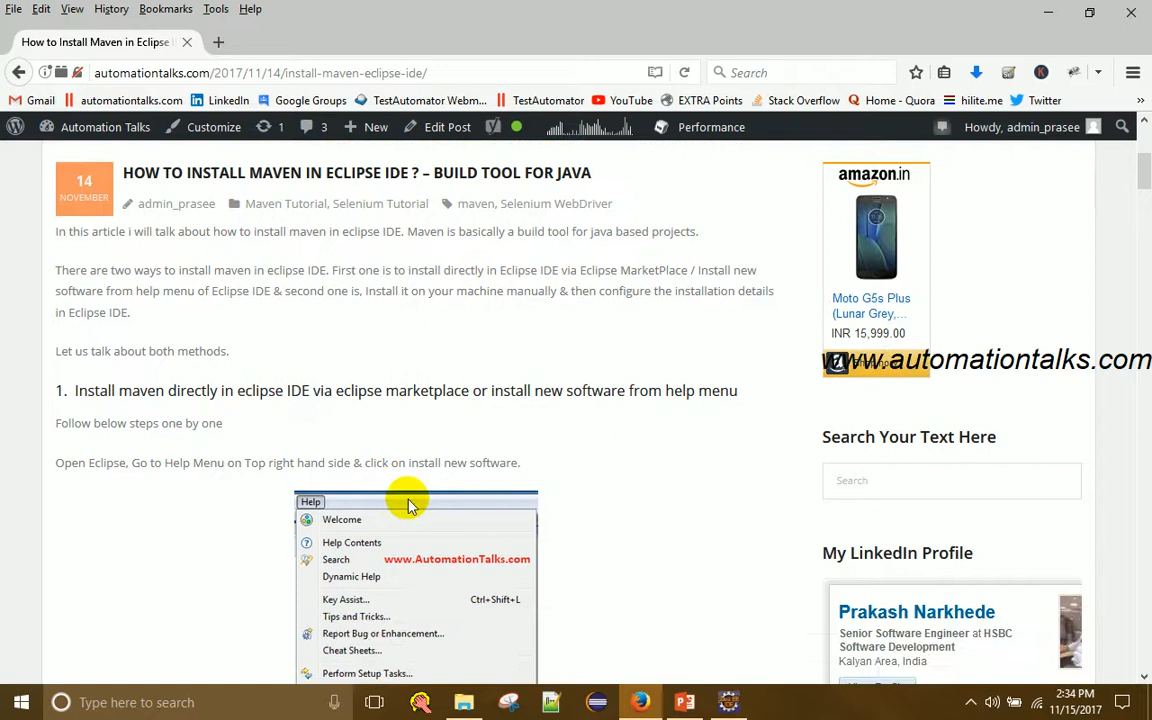 File Edit View History Bookmarks Tools Help
How to Install Maven in Eclipse I
automationtalks.com/2017/11/14/install-maven-eclipse-ide/
Search
Gmail automationtalks.com LinkedIn Google Groups TestAutomator Webm... TestAutomator YouTube EXTRA Points Stack Overflow Home - Quora hilite.me Twitter
Automation Talks Customize 1 3 New Edit Post Performance Howdy, admin_prasee
14
NOVEMBER
HOW TO INSTALL MAVEN IN ECLIPSE IDE ? – BUILD TOOL FOR JAVA
admin_prasee Maven Tutorial, Selenium Tutorial maven, Selenium WebDriver
In this article i will talk about how to install maven in eclipse IDE. Maven is basically a build tool for java based projects.
There are two ways to install maven in eclipse IDE. First one is to install directly in Eclipse IDE via Eclipse MarketPlace / Install new
software from help menu of Eclipse IDE & second one is, Install it on your machine manually & then configure the installation details
in Eclipse IDE.
Let us talk about both methods.
1. Install maven directly in eclipse IDE via eclipse marketplace or install new software from help menu
Follow below steps one by one
Open Eclipse, Go to Help Menu on Top right hand side & click on install new software.
Help
Welcome
Help Contents
Search
www.AutomationTalks.com
Dynamic Help
Key Assist... Ctrl+Shift+L
Tips and Tricks...
Report Bug or Enhancement...
Cheat Sheets...
Perform Setup Tasks...
amazon.in
Moto G5s Plus
(Lunar Grey,...
INR 15,999.00
www.automationtalks.com
Search Your Text Here
Search
My LinkedIn Profile
Prakash Narkhede
Senior Software Engineer at HSBC
Software Development
Kalyan Area, India
Type here to search
2:34 PM
11/15/2017